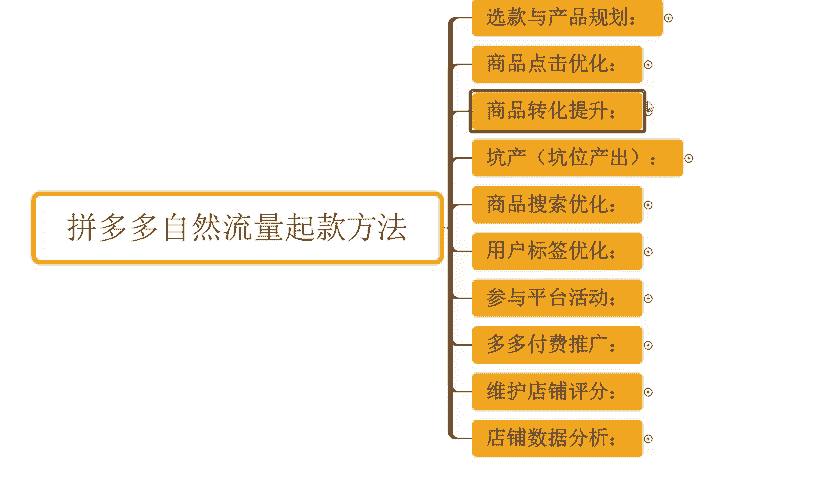 选款与产品规划：
商品点击优化：
商品转化提升：
坑产（坑位产出）：
商品搜索优化：
拼多多自然流量起款方法
用户标签优化：
参与平台活动：
多多付费推广：
维护店铺评分：
店铺数据分析：